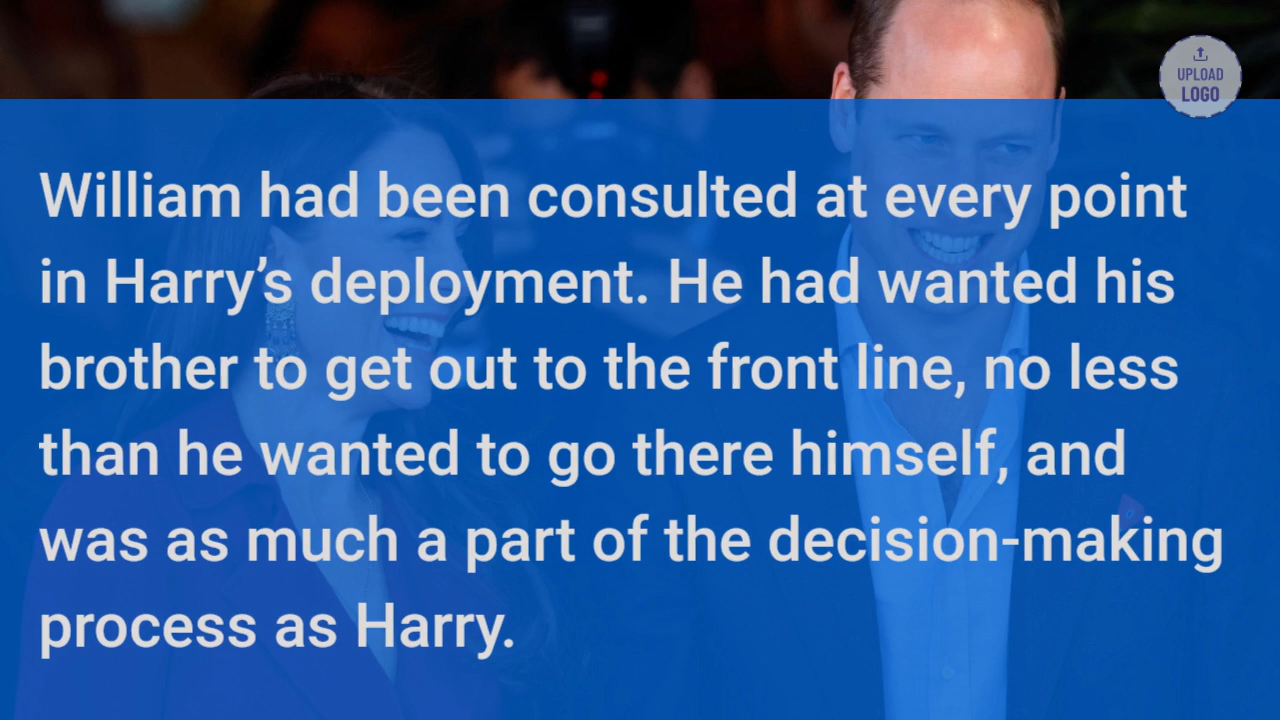 UPLOAD
LOGO
William had been consulted at every point
in Harry’s deployment. He had wanted his
brother to get out to the front line, no less
than he wanted to go there himself, and
was as much a part of the decision-making
process as Harry.